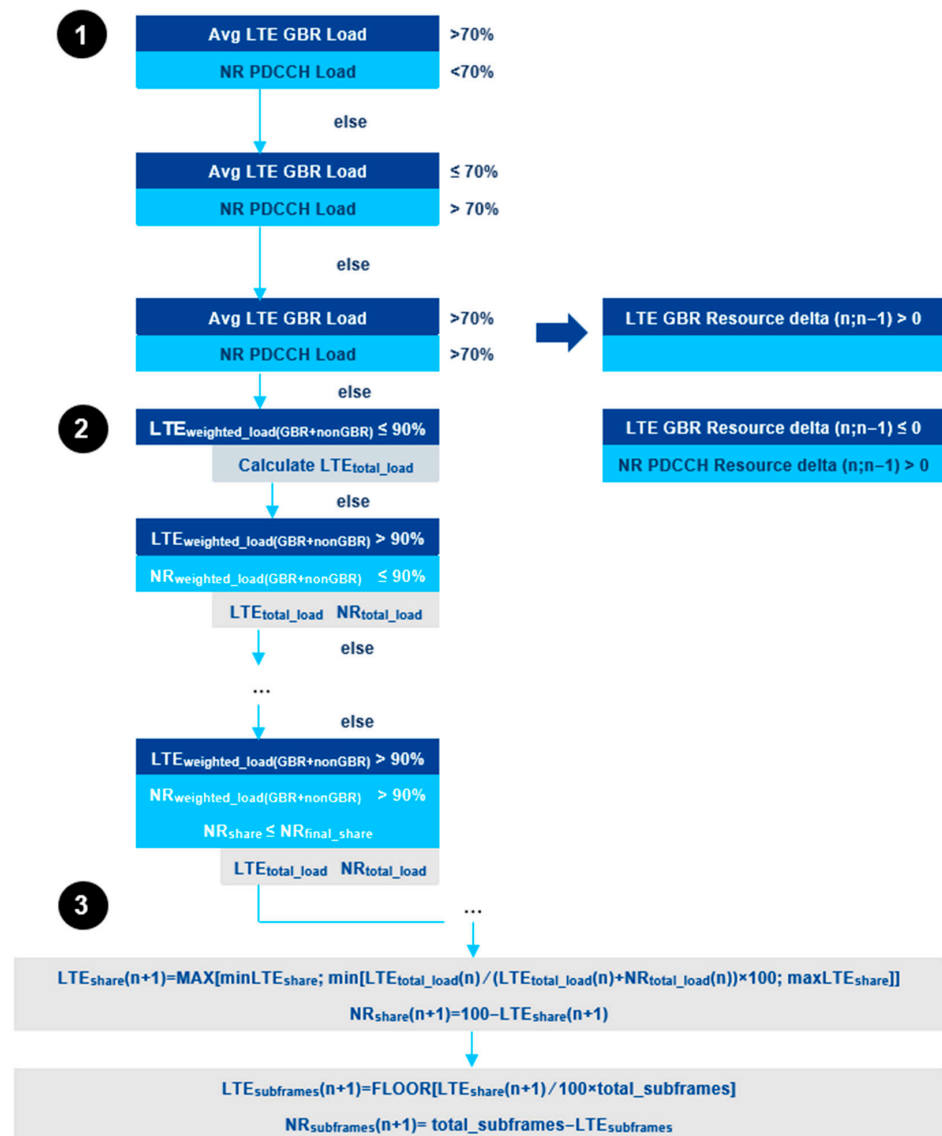 1
Avg LTE GBR Load >70%
NR PDCCH Load <70%
else
Avg LTE GBR Load ≤ 70%
NR PDCCH Load > 70%
else
Avg LTE GBR Load >70%
NR PDCCH Load >70%
LTE GBR Resource delta (n;n−1) > 0
else
2
LTEweighted_load(GBR+nonGBR) ≤ 90%
Calculate LTEtotal_load
LTE GBR Resource delta (n;n−1) ≤ 0
NR PDCCH Resource delta (n;n−1) > 0
else
LTEweighted_load(GBR+nonGBR) > 90%
NRweighted_load(GBR+nonGBR) ≤ 90%
LTEtotal_load NRtotal_load
else
...
else
LTEweighted_load(GBR+nonGBR) > 90%
NRweighted_load(GBR+nonGBR) > 90%
NRshare ≤ NRfinal_share
LTEtotal_load NRtotal_load
3
...
LTEshare(n+1)=MAX[minLTEshare; min[LTEtotal_load(n)/(LTEtotal_load(n)+NRtotal_load(n))×100; maxLTEshare]]
NRshare(n+1)=100−LTEshare(n+1)
LTEsubframes(n+1)=FLOOR[LTEshare(n+1)/100×total_subframes]
NRsubframes(n+1)= total_subframes−LTEsubframes